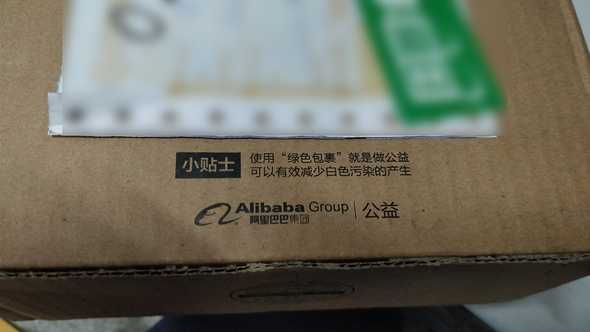 小贴士
使用“绿色包裹”就是做公益
可以有效减少白色污染的产生
Alibaba Group
阿里巴巴集团
公益